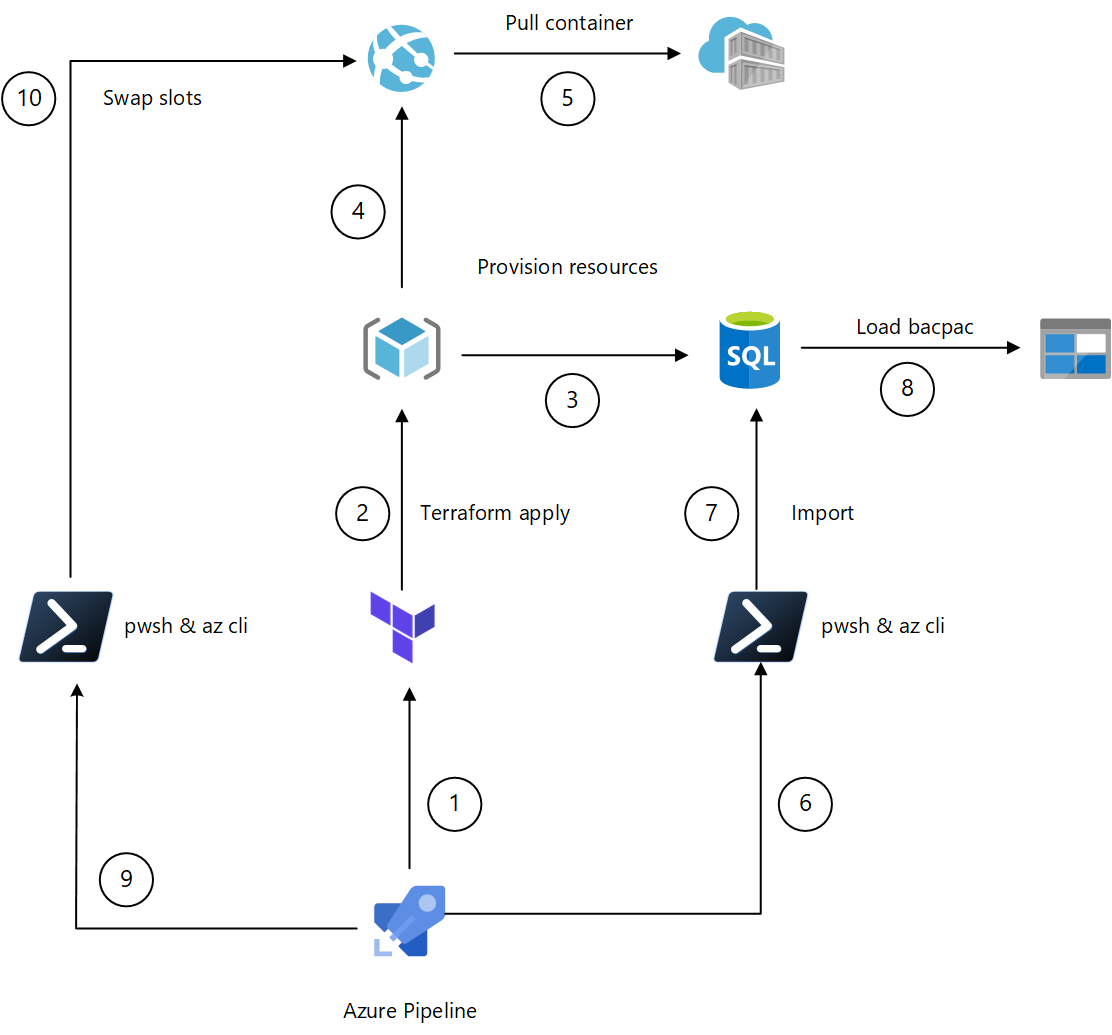 Pull container
10
Swap slots
5
4
Provision resources
Load bacpac
SQL
3
8
2
Terraform apply
7
Import
pwsh & az cli
pwsh & az cli
1
6
9
Azure Pipeline